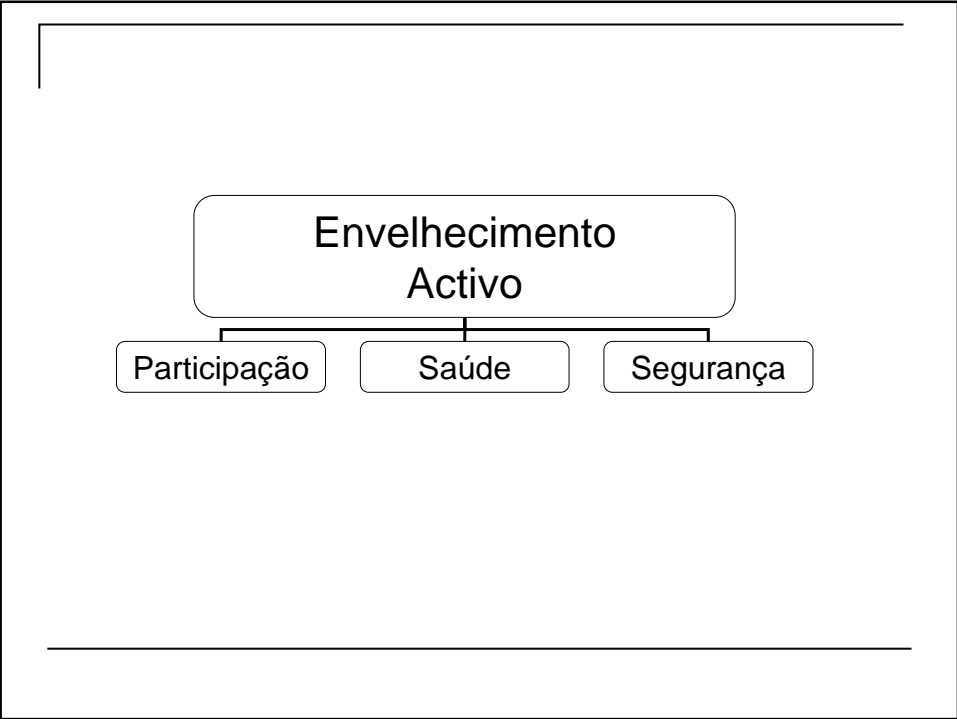 Envelhecimento
Activo
Participação
Saúde
Segurança